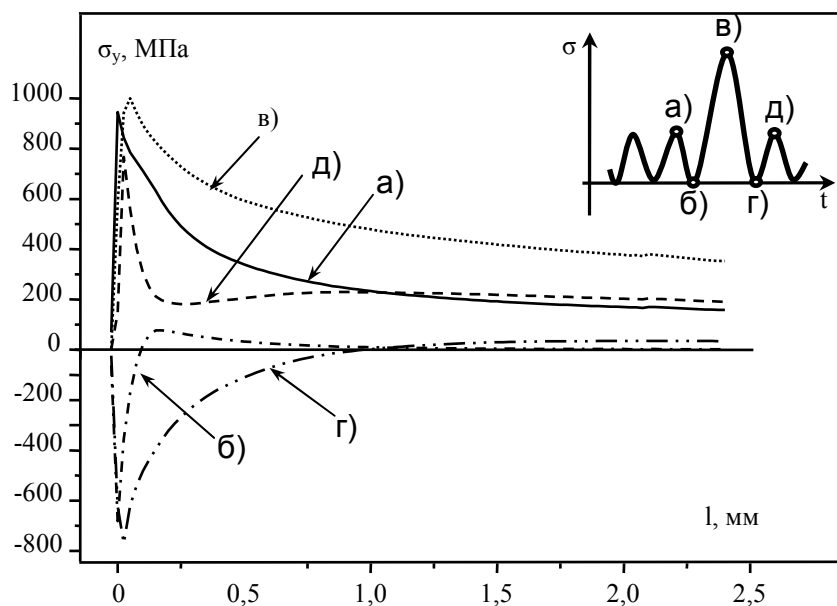 σy, МПа
1000
800
600
400
200
0
-200
-400
-600
-800
0 0,5 1,0 1,5 2,0 2,5
l, мм
в)
д)
а)
б)
г)
σ
в)
а)
д)
б)
г)
t